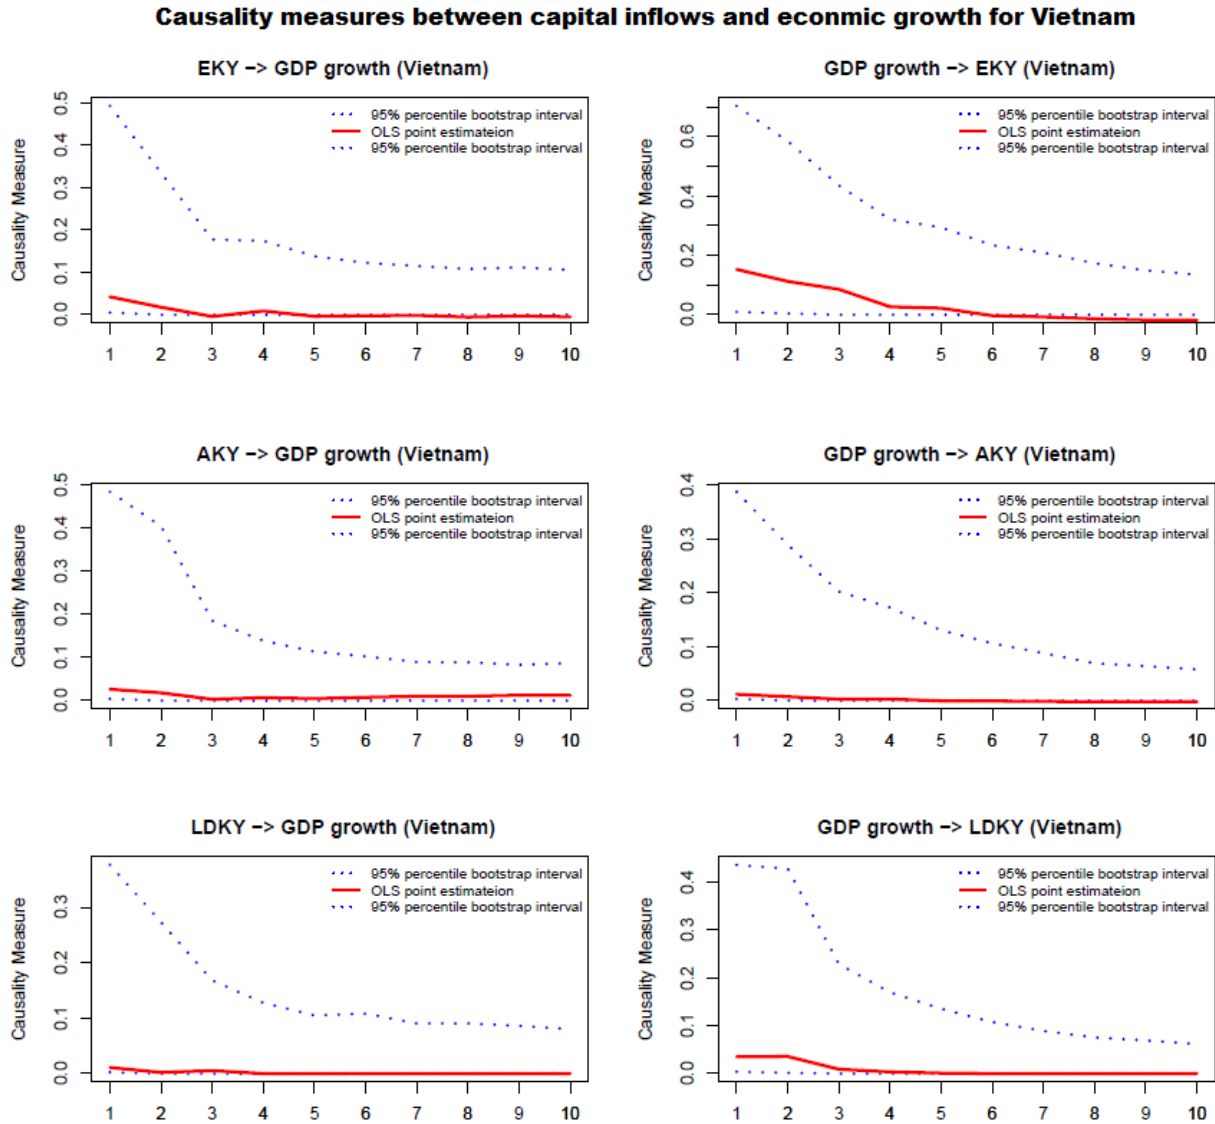 Causality measures between capital inflows and econmic growth for Vietnam
EKY −> GDP growth (Vietnam)
Causality Measure
0.5
0.4
0.3
0.2
0.1
0.0
95% percentile bootstrap interval
OLS point estimateion
95% percentile bootstrap interval
1 2 3 4 5 6 7 8 9 10
GDP growth −> EKY (Vietnam)
Causality Measure
0.6
0.4
0.2
0.0
95% percentile bootstrap interval
OLS point estimateion
95% percentile bootstrap interval
1 2 3 4 5 6 7 8 9 10
AKY −> GDP growth (Vietnam)
Causality Measure
0.5
0.4
0.3
0.2
0.1
0.0
95% percentile bootstrap interval
OLS point estimateion
95% percentile bootstrap interval
1 2 3 4 5 6 7 8 9 10
GDP growth −> AKY (Vietnam)
Causality Measure
0.4
0.3
0.2
0.1
0.0
95% percentile bootstrap interval
OLS point estimateion
95% percentile bootstrap interval
1 2 3 4 5 6 7 8 9 10
LDKY −> GDP growth (Vietnam)
Causality Measure
0.3
0.2
0.1
0.0
95% percentile bootstrap interval
OLS point estimateion
95% percentile bootstrap interval
1 2 3 4 5 6 7 8 9 10
GDP growth −> LDKY (Vietnam)
Causality Measure
0.4
0.3
0.2
0.1
0.0
95% percentile bootstrap interval
OLS point estimateion
95% percentile bootstrap interval
1 2 3 4 5 6 7 8 9 10